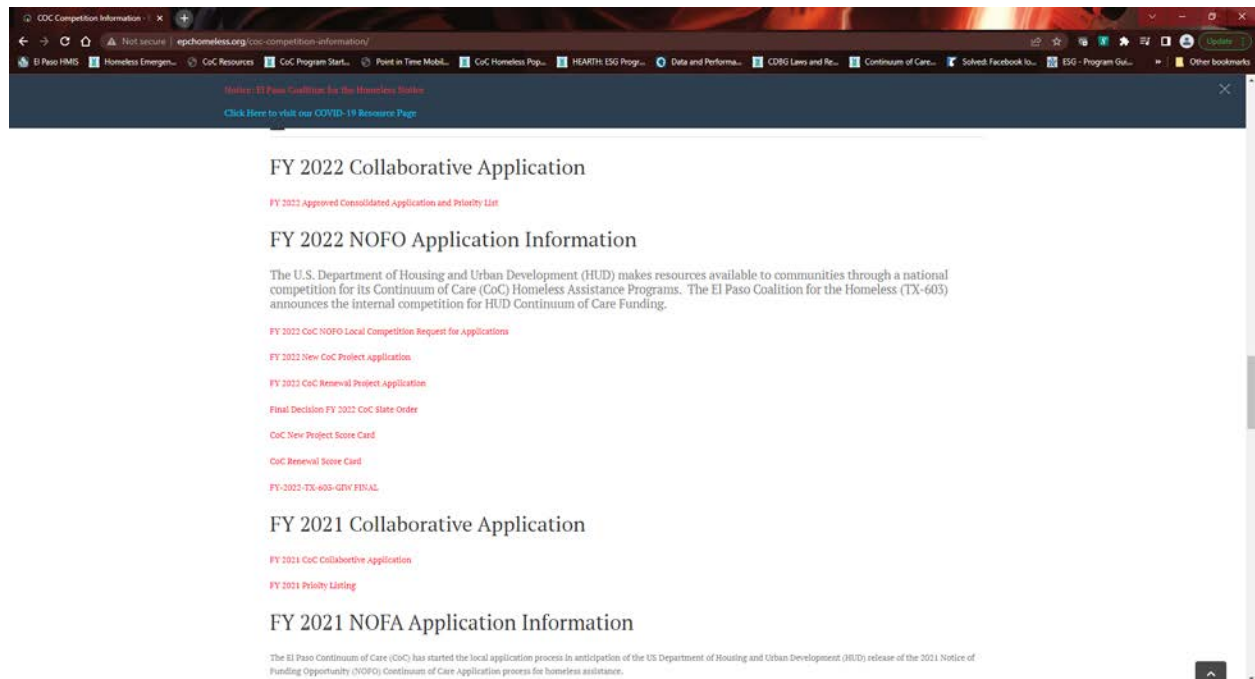 COC Competition Information -
Not secure epchomeless.org/coc-competition-information/
Update
El Paso HMIS Homeless Emergen... CoC Resources CoC Program Start... Point in Time Mobil... CoC Homeless Pop... HEARTH: ESG Progr... Data and Performa... CDBG Laws and Re... Continuum of Care... Solved: Facebook lo... ESG - Program Gui... Other bookmarks
Notice: El Paso Coalition for the Homeless Notice
Click Here to visit our COVID-19 Resource Page
FY 2022 Collaborative Application
FY 2022 Approved Consolidated Application and Priority List
FY 2022 NOFO Application Information
The U.S. Department of Housing and Urban Development (HUD) makes resources available to communities through a national
competition for its Continuum of Care (CoC) Homeless Assistance Programs. The El Paso Coalition for the Homeless (TX-603)
announces the internal competition for HUD Continuum of Care Funding.
FY 2022 CoC NOFO Local Competition Request for Applications
FY 2022 New CoC Project Application
FY 2022 CoC Renewal Project Application
Final Decision FY 2022 CoC Slate Order
CoC New Project Score Card
CoC Renewal Score Card
FY-2022-TX-603-GIW FINAL
FY 2021 Collaborative Application
FY 2021 CoC Collabortive Application
FY 2021 Prioity Listing
FY 2021 NOFA Application Information
The El Paso Continuum of Care (CoC) has started the local application process in anticipation of the US Department of Housing and Urban Development (HUD) release of the 2021 Notice of
Funding Opportunity (NOFO) Continuum of Care Application process for homeless assistance.